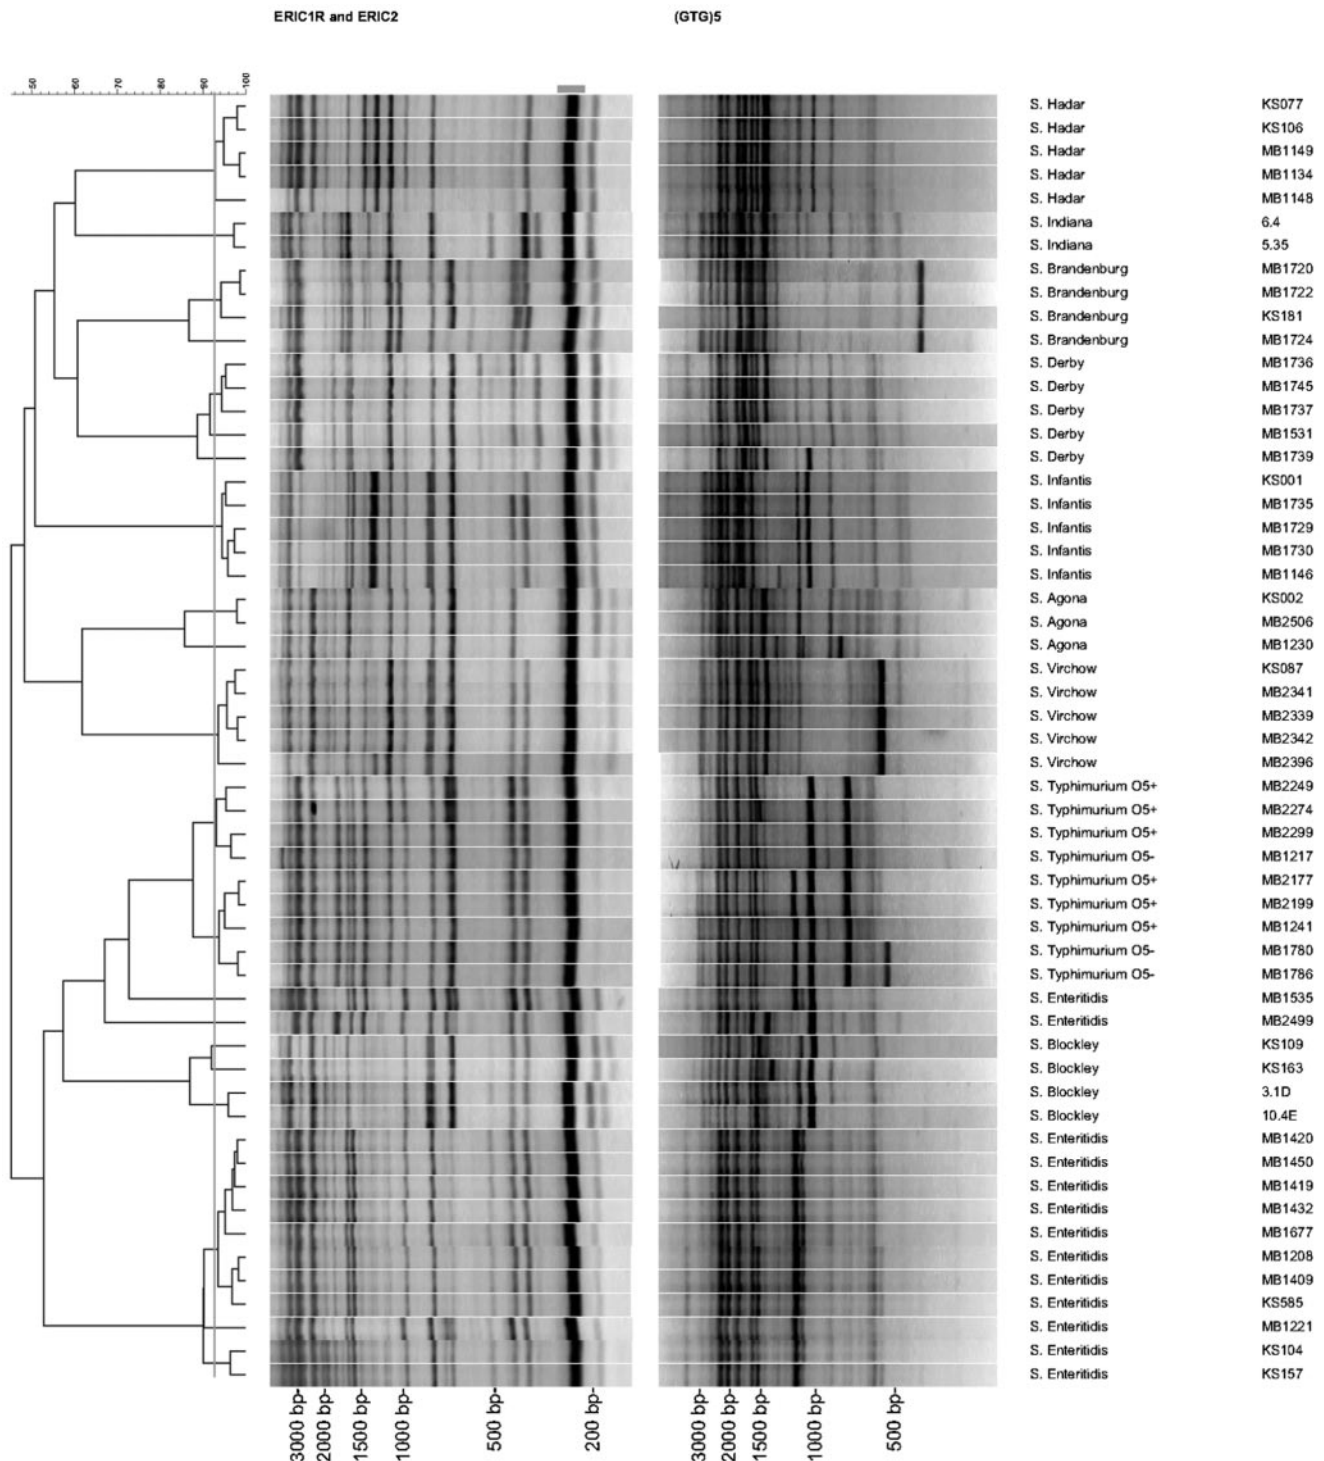 ERIC1R and ERIC2 (GTG)5
50 60 70 80 90 100
S. Hadar KS077
S. Hadar KS106
S. Hadar MB1149
S. Hadar MB1134
S. Hadar MB1148
S. Indiana 6.4
S. Indiana 5.35
S. Brandenburg MB1720
S. Brandenburg MB1722
S. Brandenburg KS181
S. Brandenburg MB1724
S. Derby MB1736
S. Derby MB1745
S. Derby MB1737
S. Derby MB1531
S. Derby MB1739
S. Infantis KS001
S. Infantis MB1735
S. Infantis MB1729
S. Infantis MB1730
S. Infantis MB1146
S. Agona KS002
S. Agona MB2506
S. Agona MB1230
S. Virchow KS087
S. Virchow MB2341
S. Virchow MB2339
S. Virchow MB2342
S. Virchow MB2396
S. Typhimurium O5+ MB2249
S. Typhimurium O5+ MB2274
S. Typhimurium O5+ MB2299
S. Typhimurium O5- MB1217
S. Typhimurium O5+ MB2177
S. Typhimurium O5+ MB2199
S. Typhimurium O5+ MB1241
S. Typhimurium O5- MB1780
S. Typhimurium O5- MB1786
S. Enteritidis MB1535
S. Enteritidis MB2499
S. Blockley KS109
S. Blockley KS163
S. Blockley 3.1D
S. Blockley 10.4E
S. Enteritidis MB1420
S. Enteritidis MB1450
S. Enteritidis MB1419
S. Enteritidis MB1432
S. Enteritidis MB1677
S. Enteritidis MB1208
S. Enteritidis MB1409
S. Enteritidis KS585
S. Enteritidis MB1221
S. Enteritidis KS104
S. Enteritidis KS157
3000 bp 2000 bp 1500 bp 1000 bp 500 bp 200 bp 3000 bp 2000 bp 1500 bp 1000 bp 500 bp